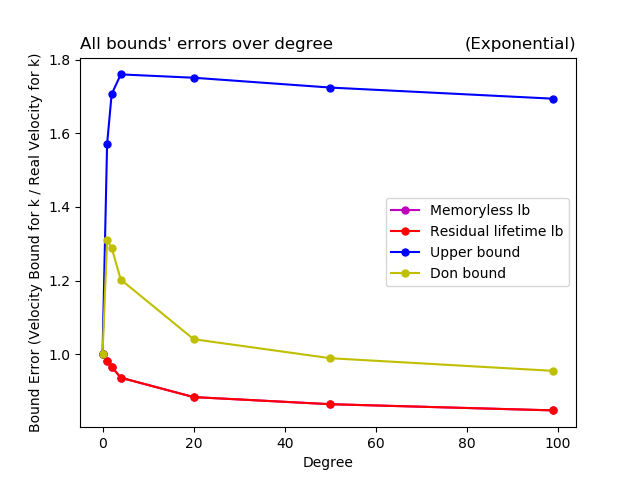 All bounds' errors over degree (Exponential)
Bound Error (Velocity Bound for k / Real Velocity for k)
1.8
1.6
1.4
1.2
1.0
Memoryless lb
Residual lifetime lb
Upper bound
Don bound
0 20 40 60 80 100
Degree